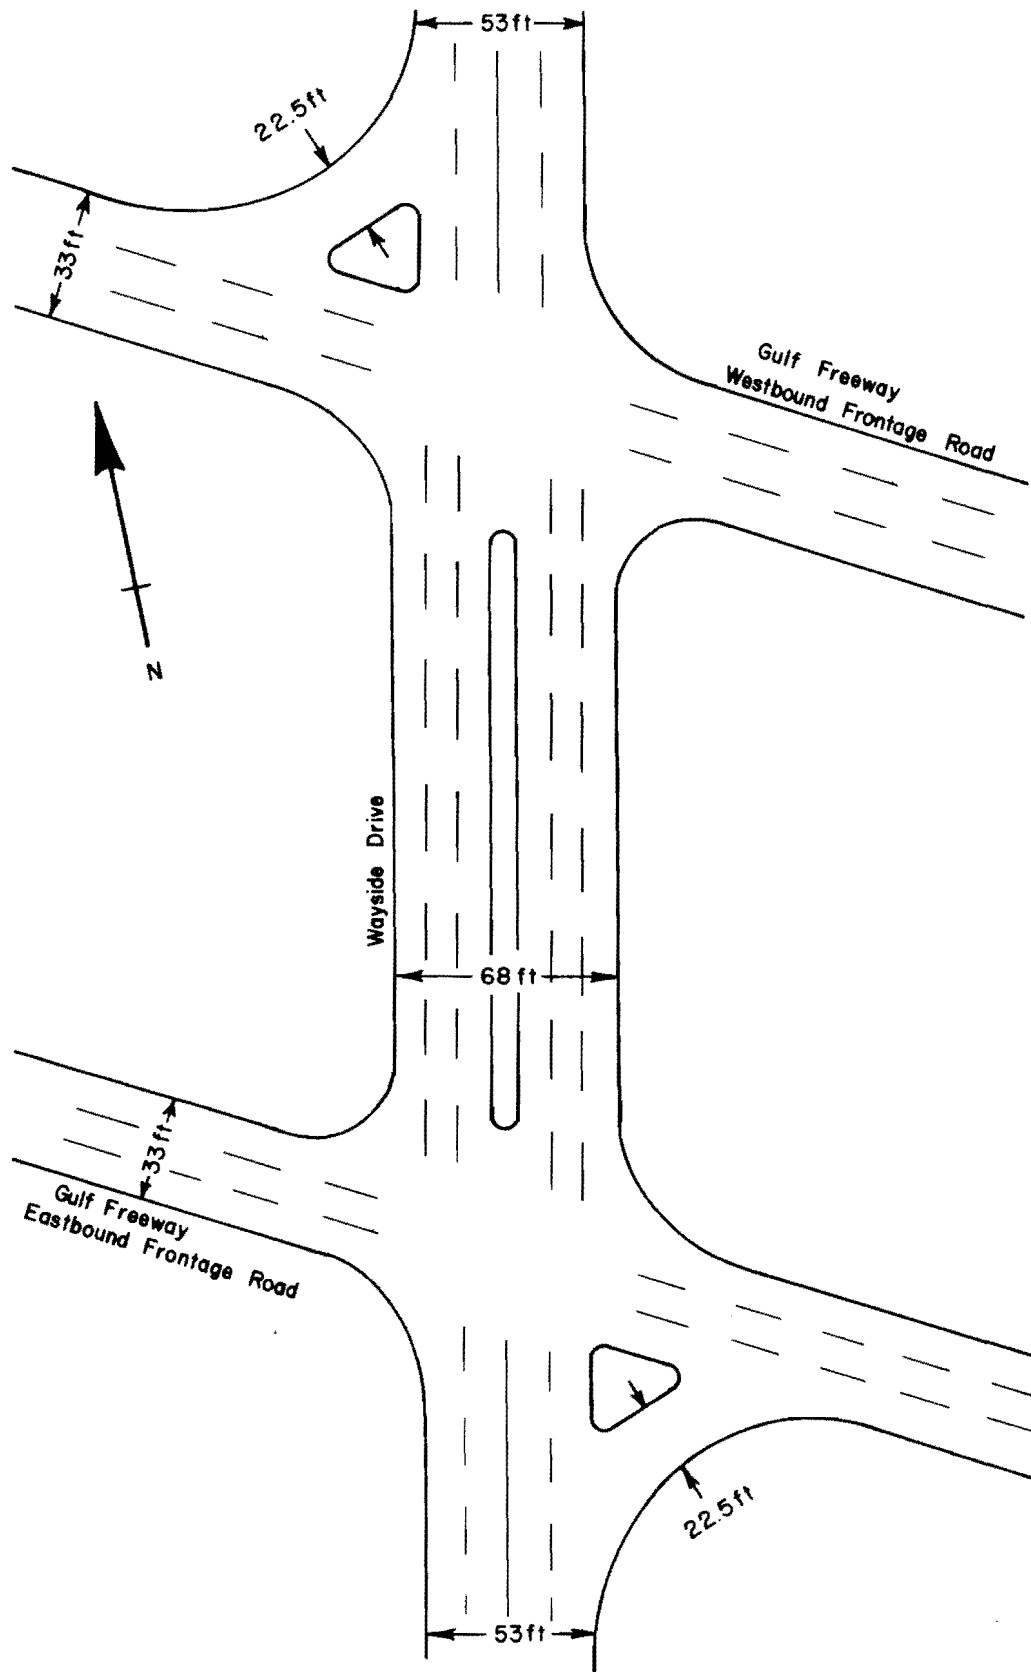 53ft
22.5ft
33ft
Gulf Freeway
Westbound Frontage Road
N
Wayside Drive
68ft
33ft
Gulf Freeway
Eastbound Frontage Road
22.5ft
53ft